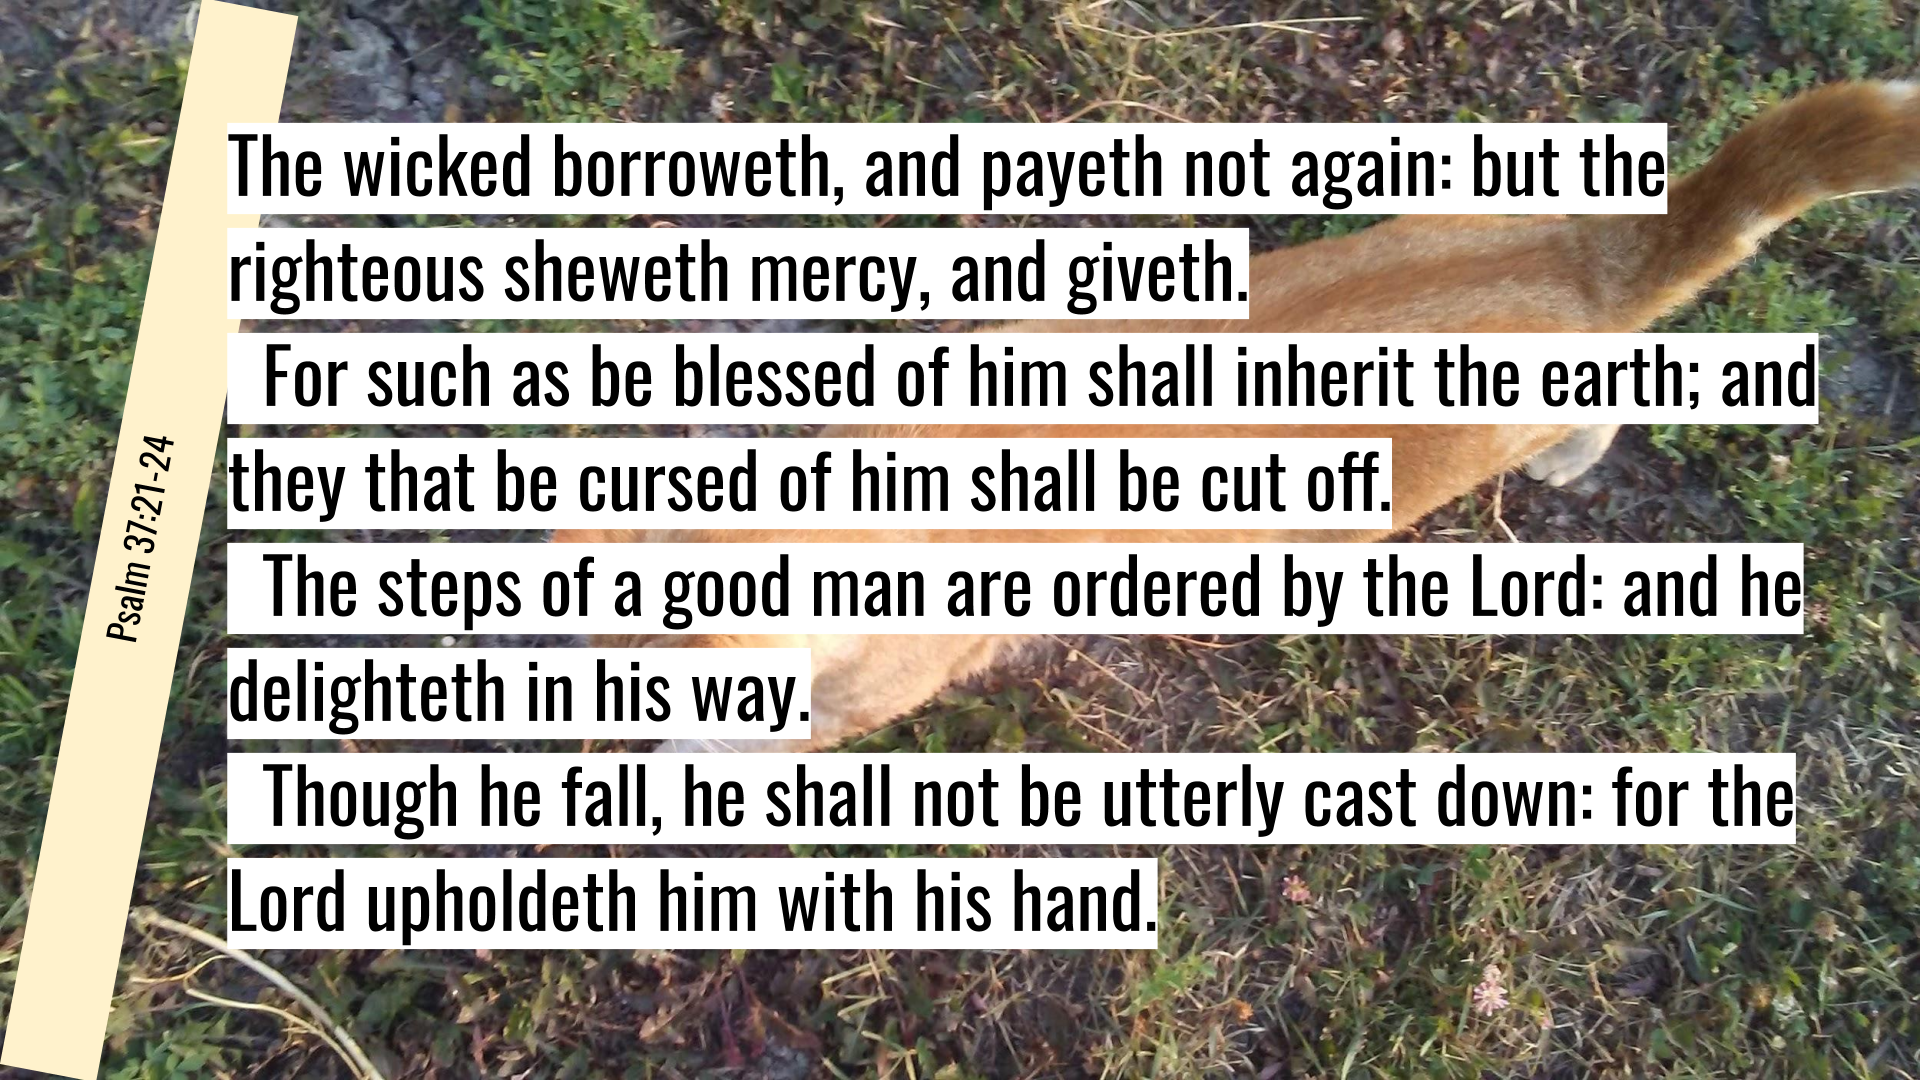 Psalm 37:21-24
The wicked borroweth, and payeth not again: but the
righteous sheweth mercy, and giveth.
For such as be blessed of him shall inherit the earth; and
they that be cursed of him shall be cut off.
The steps of a good man are ordered by the Lord: and he
delighteth in his way.
Though he fall, he shall not be utterly cast down: for the
Lord upholdeth him with his hand.